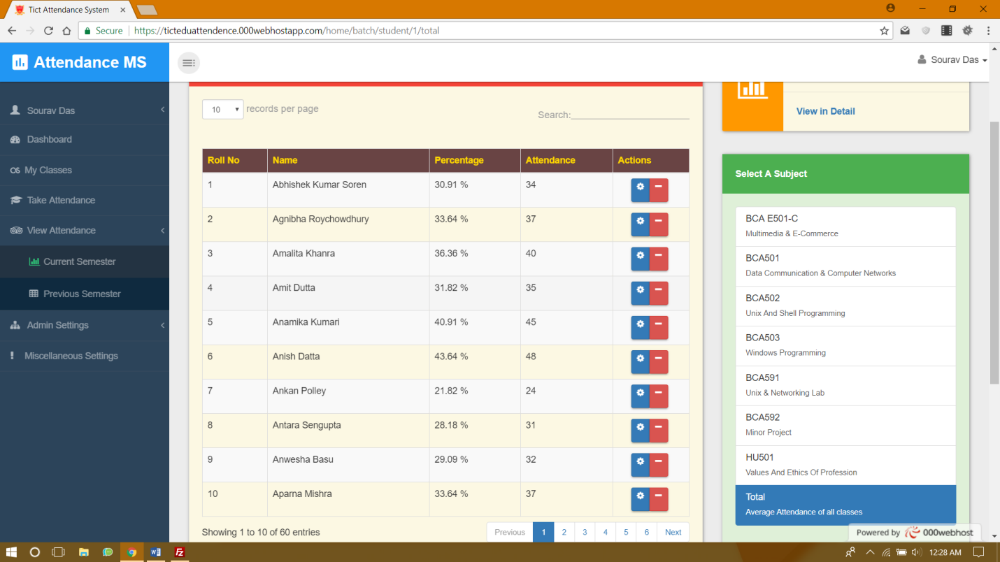 Tict Attendance System
Secure
https://ticteduattendence.000webhostapp.com/home/batch/student/1/total
Attendance MS
Sourav Das
Sourav Das
Dashboard
My Classes
Take Attendance
View Attendance
Current Semester
Previous Semester
Admin Settings
Miscellaneous Settings
10 records per page
Search:
Roll No Name Percentage Attendance Actions
1 Abhishek Kumar Soren 30.91 % 34
2 Agnibha Roychowdhury 33.64 % 37
3 Amalita Khanra 36.36 % 40
4 Amit Dutta 31.82 % 35
5 Anamika Kumari 40.91 % 45
6 Anish Datta 43.64 % 48
7 Ankan Polley 21.82 % 24
8 Antara Sengupta 28.18 % 31
9 Anwesha Basu 29.09 % 32
10 Aparna Mishra 33.64 % 37
Showing 1 to 10 of 60 entries
Previous 1 2 3 4 5 6 Next
View in Detail
Select A Subject
BCA E501-C
Multimedia & E-Commerce
BCA501
Data Communication & Computer Networks
BCA502
Unix And Shell Programming
BCA503
Windows Programming
BCA591
Unix & Networking Lab
BCA592
Minor Project
HU501
Values And Ethics Of Profession
Total
Average Attendance of all classes
Powered by 000webhost
12:28 AM